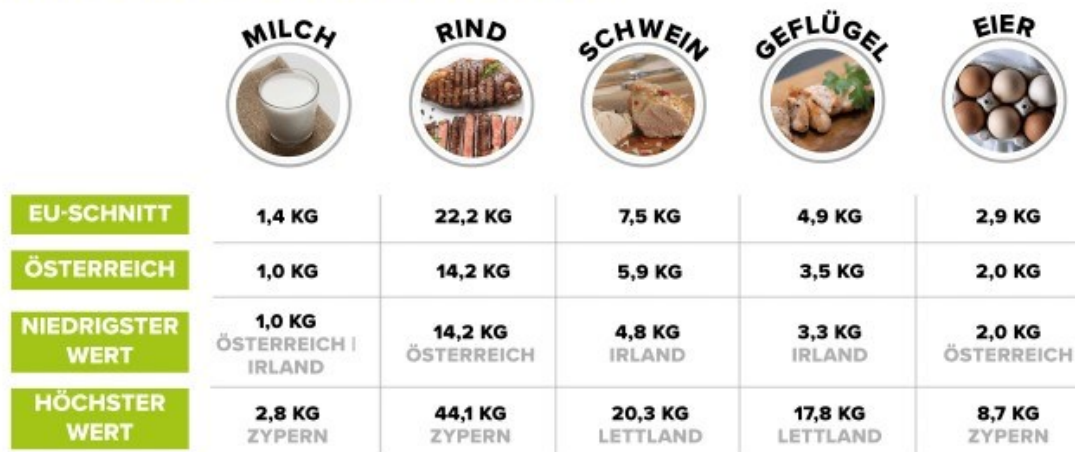 MILCH RIND SCHWEIN GEFLÜGEL EIER
EU-SCHNITT 1,4 KG 22,2 KG 7,5 KG 4,9 KG 2,9 KG
ÖSTERREICH 1,0 KG 14,2 KG 5,9 KG 3,5 KG 2,0 KG
NIEDRIGSTER WERT
1,0 KG
ÖSTERREICH |
IRLAND
14,2 KG
ÖSTERREICH
4,8 KG
IRLAND
3,3 KG
IRLAND
2,0 KG
ÖSTERREICH
HÖCHSTER
WERT
2,8 KG
ZYPERN
44,1 KG
ZYPERN
20,3 KG
LETTLAND
17,8 KG
LETTLAND
8,7 KG
ZYPERN